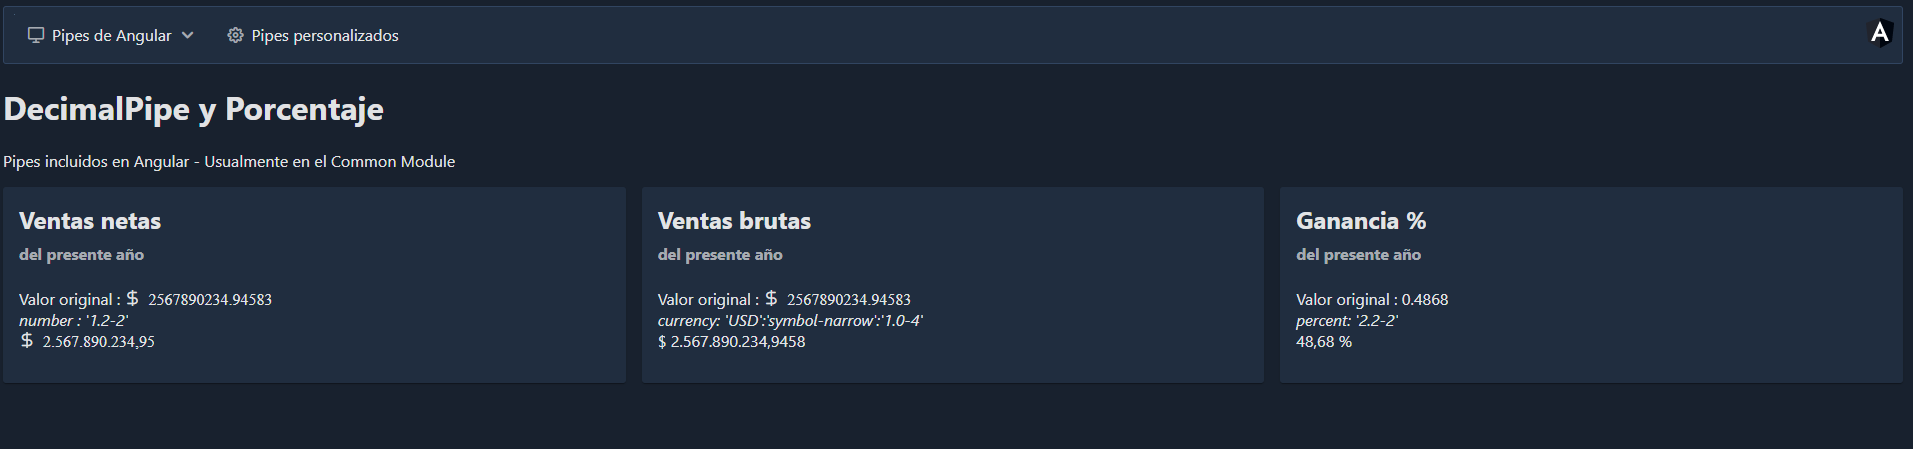 Pipes de Angular Pipes personalizados A
DecimalPipe y Porcentaje
Pipes incluidos en Angular - Usualmente en el Common Module
Ventas netas
del presente año
Valor original : $ 2567890234.94583
number : '1.2-2'
$ 2.567.890.234,95
Ventas brutas
del presente año
Valor original : $ 2567890234.94583
currency: 'USD':'symbol-narrow':'1.0-4'
$ 2.567.890.234,9458
Ganancia %
del presente año
Valor original : 0.4868
percent: '2.2-2'
48,68 %